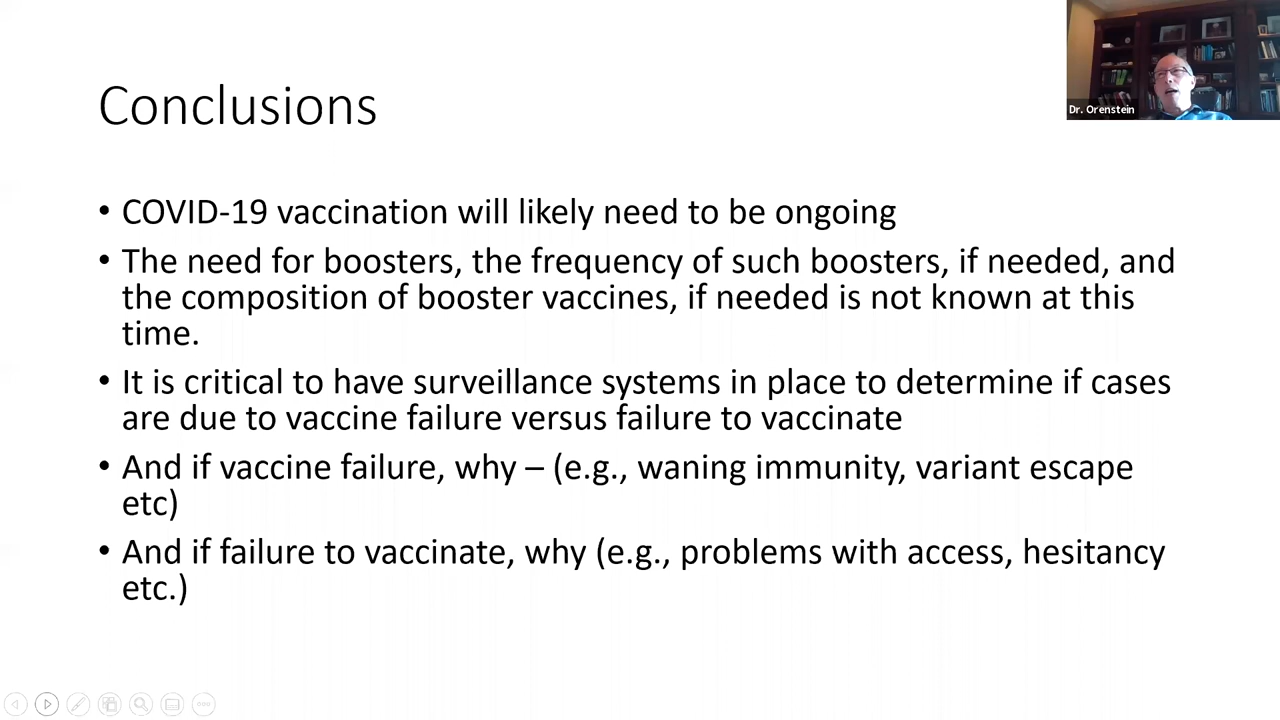 Conclusions
Dr. Orenstein
• COVID-19 vaccination will likely need to be ongoing
• The need for boosters, the frequency of such boosters, if needed, and
the composition of booster vaccines, if needed is not known at this
time.
• It is critical to have surveillance systems in place to determine if cases
are due to vaccine failure versus failure to vaccinate
• And if vaccine failure, why – (e.g., waning immunity, variant escape
etc)
• And if failure to vaccinate, why (e.g., problems with access, hesitancy
etc.)